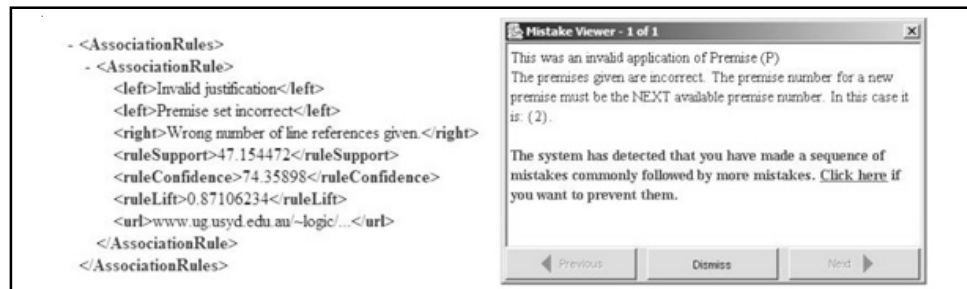 - <AssociationRules>
- <AssociationRule>
<left>Invalid justification</left>
<left>Premise set incorrect</left>
<right>Wrong number of line references given.</right>
<ruleSupport>47.154472</ruleSupport>
<ruleConfidence>74.35898</ruleConfidence>
<ruleLift>0.87106234</ruleLift>
<url>www.ug.usyd.edu.au/~logic/...</url>
</AssociationRule>
</AssociationRules>
Mistake Viewer - 1 of 1
This was an invalid application of Premise (P)
The premises given are incorrect. The premise number for a new
premise must be the NEXT available premise number. In this case it
is: (2).
The system has detected that you have made a sequence of
mistakes commonly followed by more mistakes. Click here if
you want to prevent them.
Previous Dismiss Next